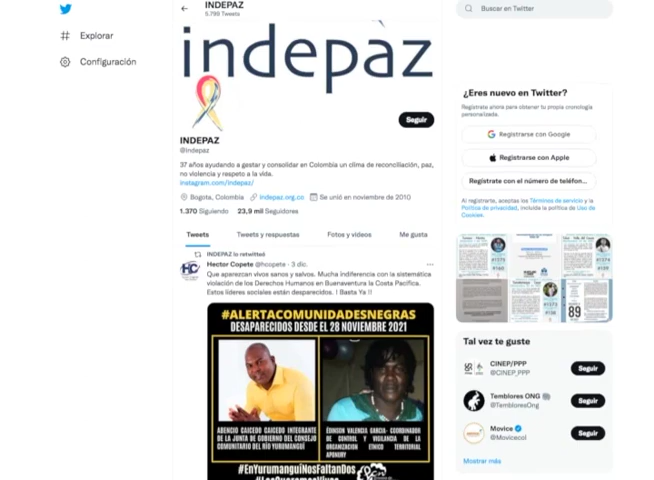 INDEPAZ
5.799 Tweets
Buscar en Twitter
Explorar
Configuración
indepaz
Seguir
INDEPAZ
@Indepaz
37 años ayudando a gestar y consolidar en Colombia un clima de reconciliación, paz,
no violencia y respeto a la vida.
instagram.com/indepaz/
Bogota, Colombia indepaz.org.co Se unió en noviembre de 2010
1.370 Siguiendo 23,9 mil Seguidores
Tweets Tweets y respuestas Fotos y videos Me gusta
INDEPAZ lo retwitteó
Hector Copete @hcopete · 3 dic.
Que aparezcan vivos sanos y salvos. Mucha indiferencia con la sistemática
violación de los Derechos Humanos en Buenaventura la Costa Pacífica.
Estos líderes sociales están desparecidos. ! Basta Ya !!
#ALERTACOMUNIDADESNEGRAS
DESAPARECIDOS DESDE EL 28 NOVIEMBRE 2021
ABENCIO CAICEDO CAICEDO INTEGRANTE
DE LA JUNTA DE GOBIERNO DEL CONSEJO
COMUNITARIO DEL RÍO YURUMANGUÍ
EDINSON VALENCIA GARCIA- COORDINADOR
DE CONTROL Y VIGILANCIA DE LA
ORGANIZACION ETNICO TERRITORIAL
APONURY
#EnYurumanguiNosFaltanDos
#LosQueremosVivos
Pcn
¿Eres nuevo en Twitter?
Regístrate ahora para obtener tu propia cronología
personalizada.
Registrarse con Google
Registrarse con Apple
Regístrate con el número de teléfon...
Al registrarte, aceptas los Términos de servicio y la
Política de privacidad, incluida la política de Uso de
Cookies.
89
Tal vez te guste
CINEP/PPP
@CINEP_PPP
Seguir
Temblores ONG
@TembloresOng
Seguir
Movice
@Movicecol
Seguir
Mostrar más